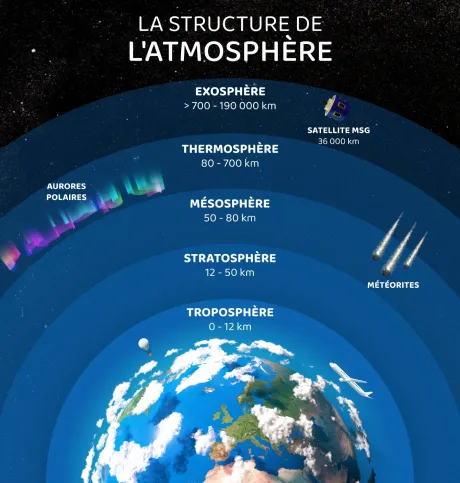 LA STRUCTURE DE
L'ATMOSPHÈRE
EXOSPHÈRE
> 700 - 190 000 km
SATELLITE MSG
36 000 km
THERMOSPHÈRE
80 - 700 km
AURORES
POLAIRES
MÉSOSPHÈRE
50 - 80 km
STRATOSPHÈRE
12 - 50 km
MÉTÉORITES
TROPOSPHÈRE
0 - 12 km